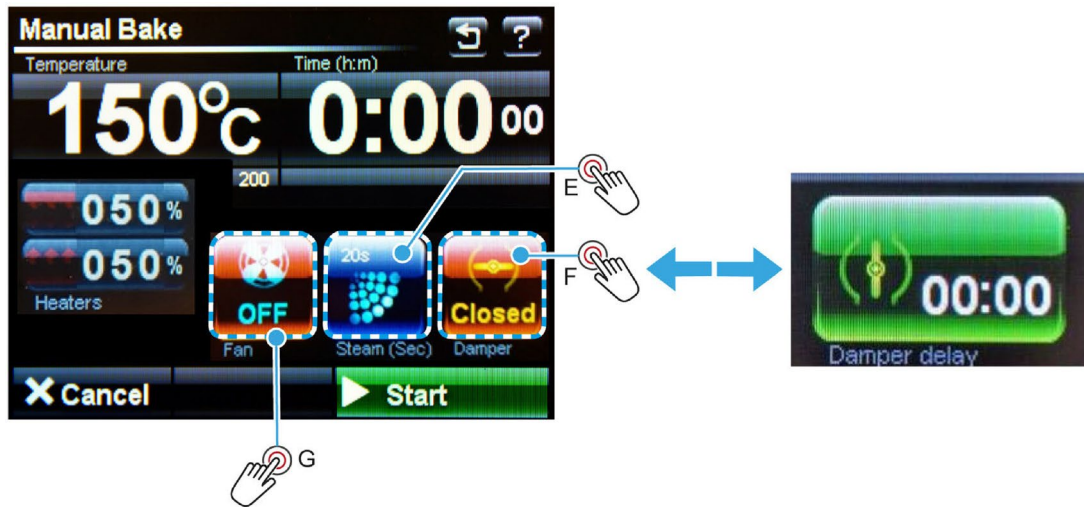 Manual Bake
?
Temperature
Time (h:m)
150°C
0:00 00
200
E
050%
050%
Heaters
20s
F
OFF
Closed
00:00
Fan
Steam (Sec)
Damper
Damper delay
Cancel
Start
G